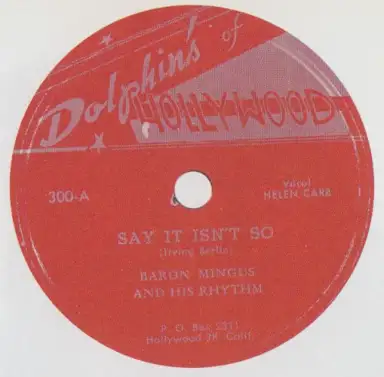 Dolphin's of
HOLLYWOOD
300-A
Vocal
HELEN CARR
SAY IT ISN'T SO
(Irving Berlin)
BARON MINGUS
AND HIS RHYTHM
P. O. Box 2311
Hollywood 28, Calif.